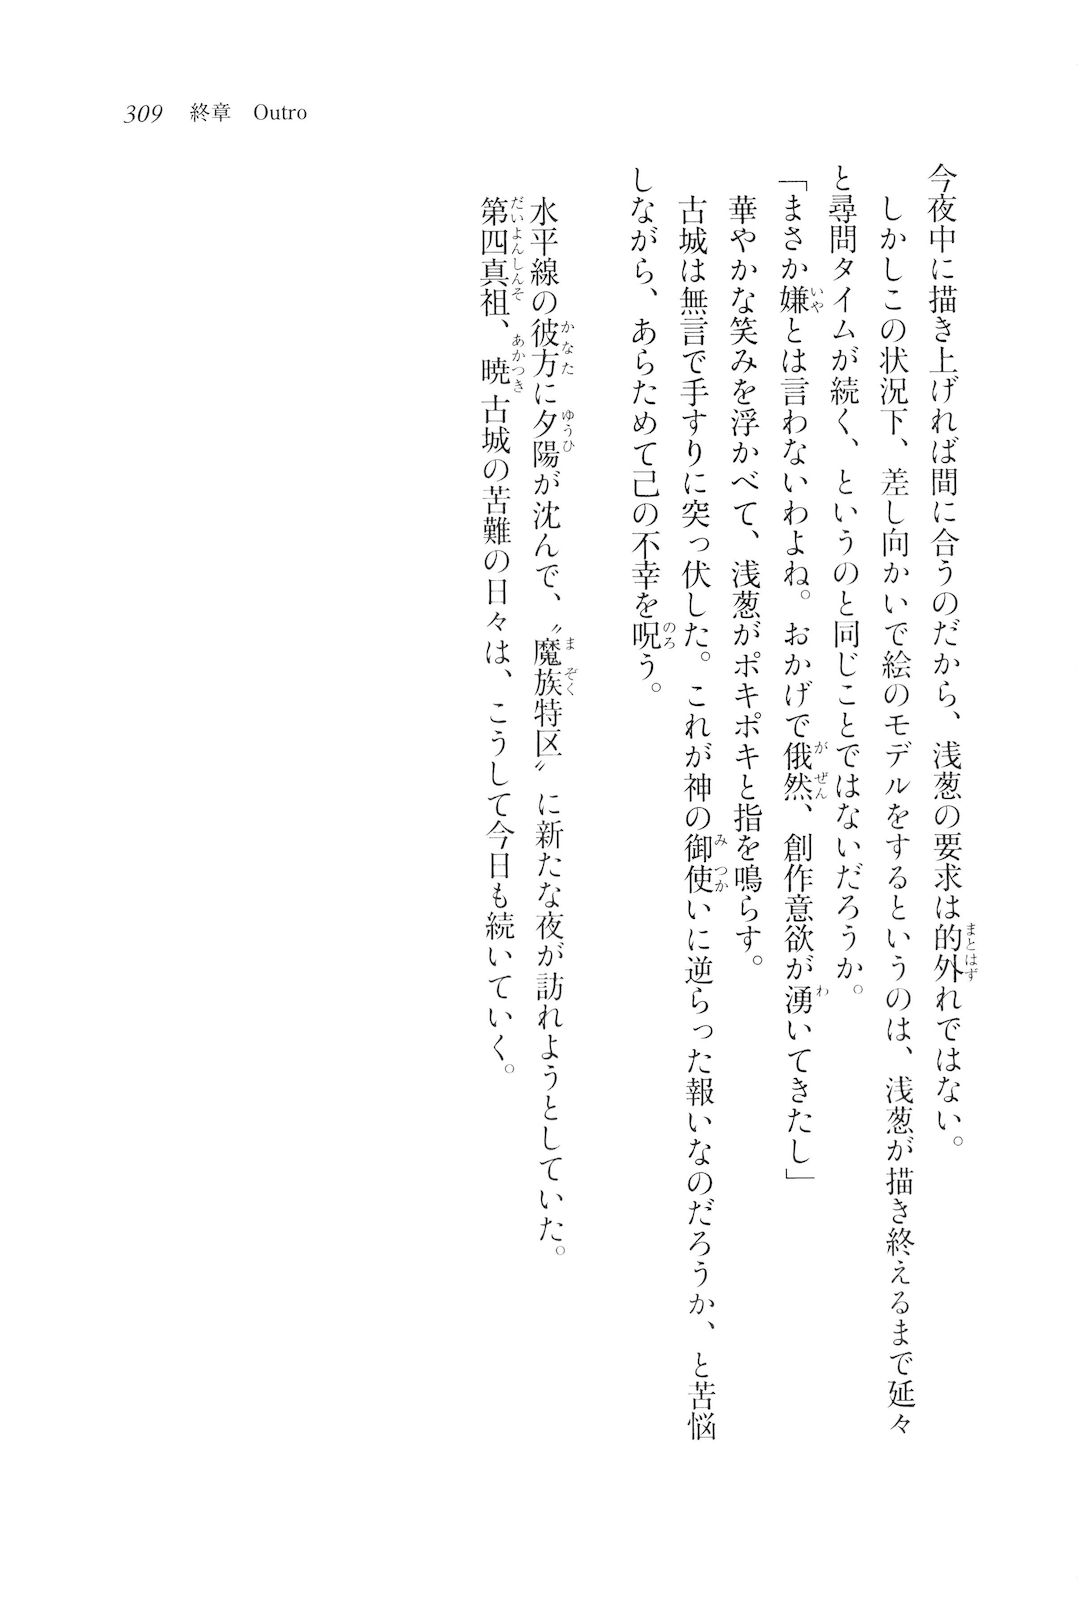 309 終章 Outro
今夜中に描き上げれば間に合うのだから、浅葱の要求は的外れではない。
しかしこの状況下、差し向かいで絵のモデルをするというのは、浅葱が描き終えるまで延々
と尋問タイムが続く、というのと同じことではないだろうか。
「まさか嫌とは言わないわよね。おかげで俄然、創作意欲が湧いてきたし」
華やかな笑みを浮かべて、浅葱がポキポキと指を鳴らす。
古城は無言で手すりに突っ伏した。これが神の御使いに逆らった報いなのだろうか、と苦悩
しながら、あらためて己の不幸を呪う。
水平線の彼方に夕陽が沈んで、〝魔族特区〟に新たな夜が訪れようとしていた。
第四真祖、暁古城の苦難の日々は、こうして今日も続いていく。